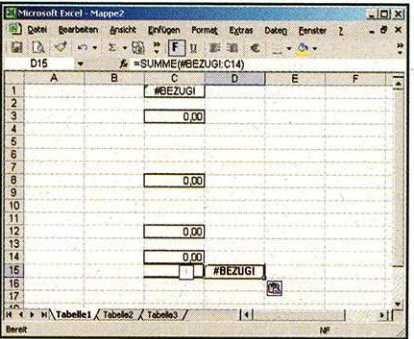 Microsoft Excel - Mappe2
Datei Bearbeiten Ansicht Einfügen Format Extras Daten Fenster ?
Σ F U €
D15 fx =SUMME(#BEZUG!:C14)
A B C D E F
1 #BEZUG!
2
3 0,00
4
5
6
7
8 0,00
9
10
11
12 0,00
13
14 0,00
15 #BEZUG!
16
17
Tabelle1 Tabelle2 Tabelle3
Bereit NF